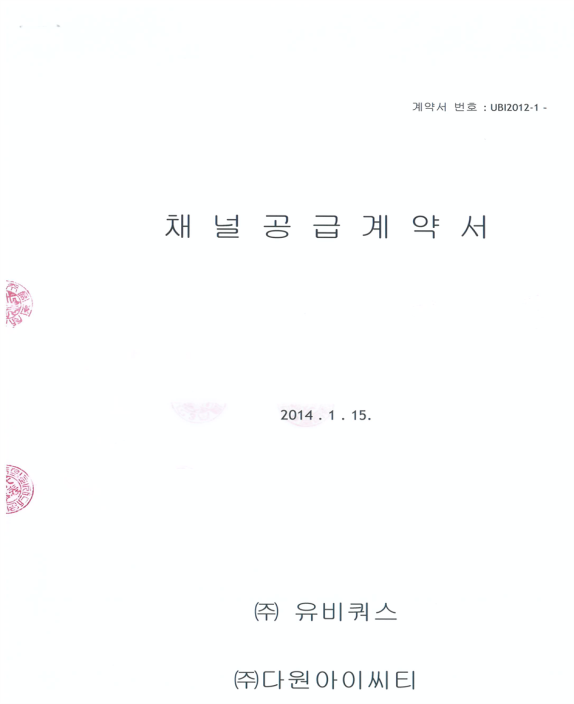 계약서 번호 : UBI2012-1 -
채 널 공 급 계 약 서
2014 . 1 . 15.
㈜ 유비쿼스
㈜다원아이씨티